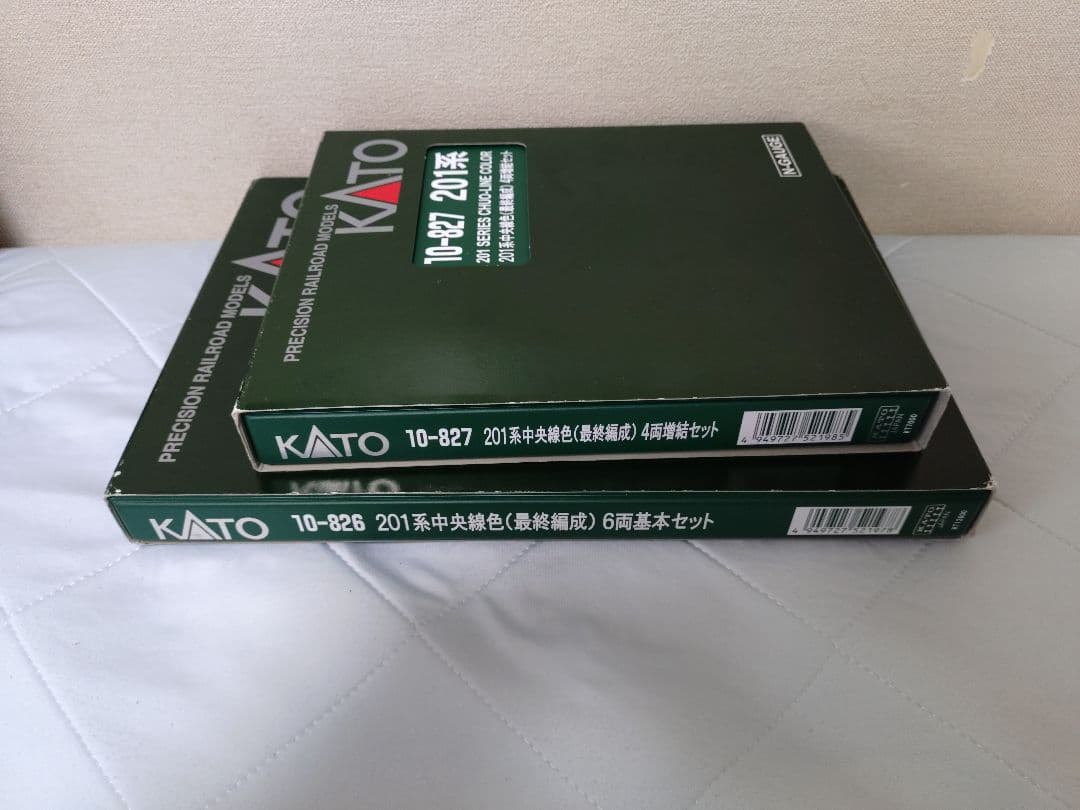 KATO
PRECISION RAILROAD MODELS
10-827 201系
201 SERIES CHUO-LINE COLOR
201系中央線色(最終編成) 4両増結セット
N-GAUGE
KATO 10-827 201系中央線色(最終編成) 4両増結セット
4 949727 521985
KATO
PRECISION RAILROAD MODELS
KATO 10-826 201系中央線色(最終編成) 6両基本セット